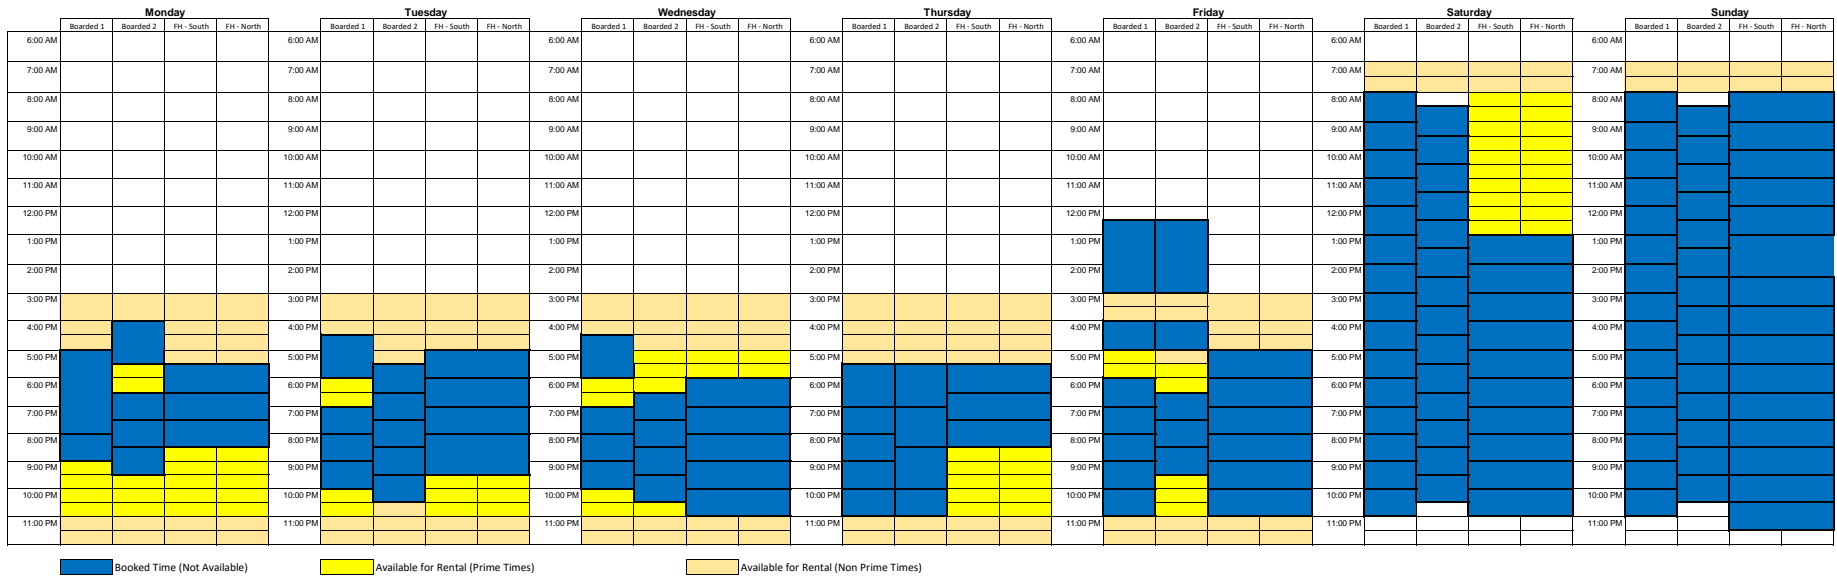 Monday Tuesday Wednesday Thursday Friday Saturday Sunday
Boarded 1 Boarded 2 FH - South FH - North Boarded 1 Boarded 2 FH - South FH - North Boarded 1 Boarded 2 FH - South FH - North Boarded 1 Boarded 2 FH - South FH - North Boarded 1 Boarded 2 FH - South FH - North Boarded 1 Boarded 2 FH - South FH - North Boarded 1 Boarded 2 FH - South FH - North
6:00 AM 6:00 AM 6:00 AM 6:00 AM 6:00 AM 6:00 AM 6:00 AM
7:00 AM 7:00 AM 7:00 AM 7:00 AM 7:00 AM 7:00 AM 7:00 AM
8:00 AM 8:00 AM 8:00 AM 8:00 AM 8:00 AM 8:00 AM 8:00 AM
9:00 AM 9:00 AM 9:00 AM 9:00 AM 9:00 AM 9:00 AM 9:00 AM
10:00 AM 10:00 AM 10:00 AM 10:00 AM 10:00 AM 10:00 AM 10:00 AM
11:00 AM 11:00 AM 11:00 AM 11:00 AM 11:00 AM 11:00 AM 11:00 AM
12:00 PM 12:00 PM 12:00 PM 12:00 PM 12:00 PM 12:00 PM 12:00 PM
1:00 PM 1:00 PM 1:00 PM 1:00 PM 1:00 PM 1:00 PM 1:00 PM
2:00 PM 2:00 PM 2:00 PM 2:00 PM 2:00 PM 2:00 PM 2:00 PM
3:00 PM 3:00 PM 3:00 PM 3:00 PM 3:00 PM 3:00 PM 3:00 PM
4:00 PM 4:00 PM 4:00 PM 4:00 PM 4:00 PM 4:00 PM 4:00 PM
5:00 PM 5:00 PM 5:00 PM 5:00 PM 5:00 PM 5:00 PM 5:00 PM
6:00 PM 6:00 PM 6:00 PM 6:00 PM 6:00 PM 6:00 PM 6:00 PM
7:00 PM 7:00 PM 7:00 PM 7:00 PM 7:00 PM 7:00 PM 7:00 PM
8:00 PM 8:00 PM 8:00 PM 8:00 PM 8:00 PM 8:00 PM 8:00 PM
9:00 PM 9:00 PM 9:00 PM 9:00 PM 9:00 PM 9:00 PM 9:00 PM
10:00 PM 10:00 PM 10:00 PM 10:00 PM 10:00 PM 10:00 PM 10:00 PM
11:00 PM 11:00 PM 11:00 PM 11:00 PM 11:00 PM 11:00 PM 11:00 PM
Booked Time (Not Available) Available for Rental (Prime Times) Available for Rental (Non Prime Times)